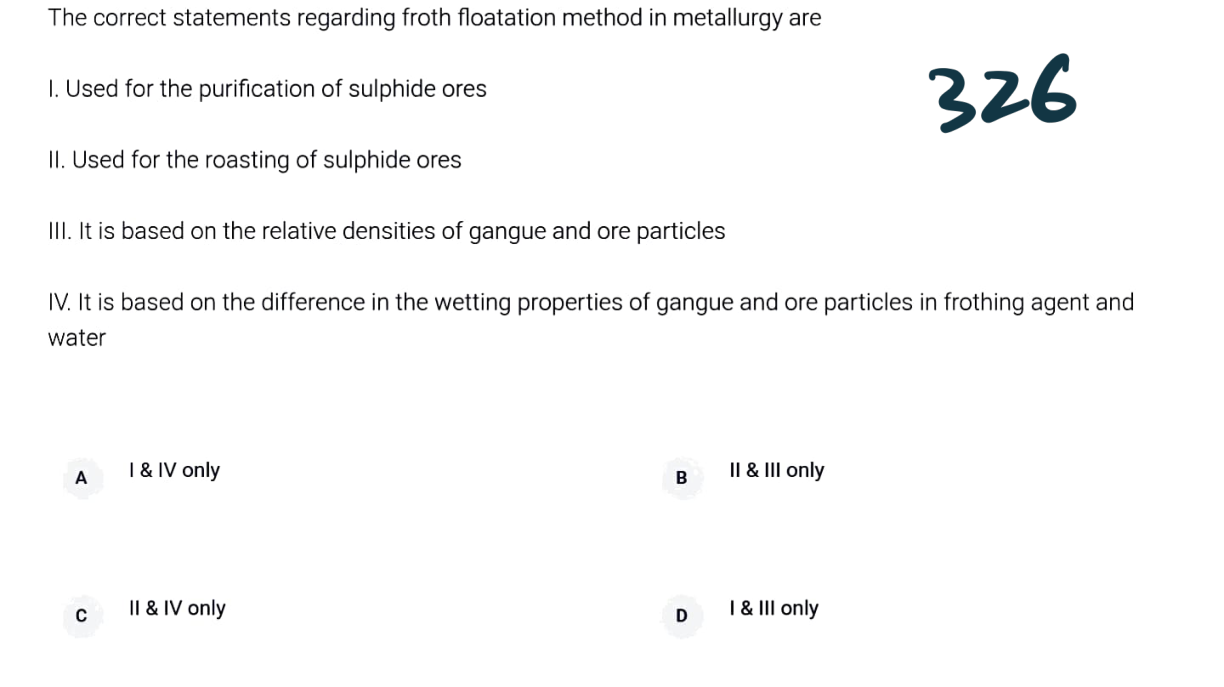 The correct statements regarding froth floatation method in metallurgy are
326
I. Used for the purification of sulphide ores
II. Used for the roasting of sulphide ores
III. It is based on the relative densities of gangue and ore particles
IV. It is based on the difference in the wetting properties of gangue and ore particles in frothing agent and
water
A I & IV only
B II & III only
C II & IV only
D I & III only